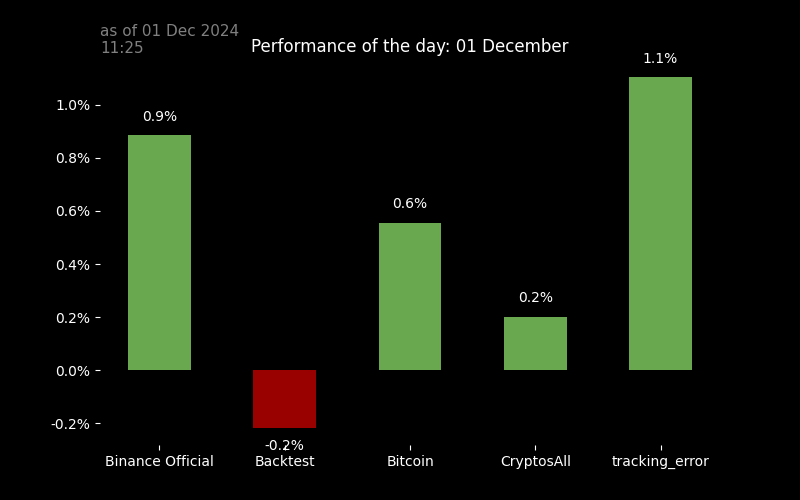 as of 01 Dec 2024
11:25
Performance of the day: 01 December
1.1%
1.0%
0.9%
0.8%
0.6%
0.6%
0.4%
0.2%
0.2%
0.0%
-0.2%
-0.2%
Binance Official
Backtest
Bitcoin
CryptosAll
tracking_error